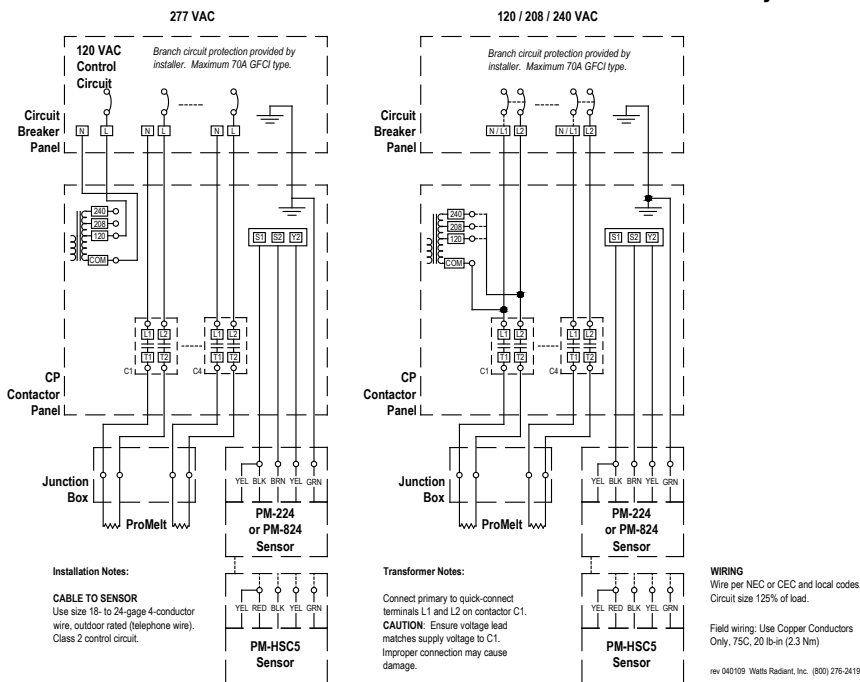 277 VAC
120 VAC
Control
Circuit
Branch circuit protection provided by
installer. Maximum 70A GFCI type.
Circuit
Breaker
Panel
N L N L N L
240
208
120
COM
S1 S2 Y2
L1 L2 L1 L2
T1 T2 T1 T2
C1 C4
CP
Contactor
Panel
Junction
Box
ProMelt
YEL BLK BRN YEL GRN
PM-224
or PM-824
Sensor
YEL RED BLK YEL GRN
PM-HSC5
Sensor
Installation Notes:
CABLE TO SENSOR
Use size 18- to 24-gage 4-conductor
wire, outdoor rated (telephone wire).
Class 2 control circuit.
120 / 208 / 240 VAC
Branch circuit protection provided by
installer. Maximum 70A GFCI type.
Circuit
Breaker
Panel
N / L1 L2 N / L1 L2
240
208
120
COM
S1 S2 Y2
L1 L2 L1 L2
T1 T2 T1 T2
C1 C4
CP
Contactor
Panel
Junction
Box
ProMelt
YEL BLK BRN YEL GRN
PM-224
or PM-824
Sensor
YEL RED BLK YEL GRN
PM-HSC5
Sensor
Transformer Notes:
Connect primary to quick-connect
terminals L1 and L2 on contactor C1.
CAUTION: Ensure voltage lead
matches supply voltage to C1.
Improper connection may cause
damage.
WIRING
Wire per NEC or CEC and local codes.
Circuit size 125% of load.
Field wiring: Use Copper Conductors
Only, 75C, 20 lb-in (2.3 Nm)
rev 040109 Watts Radiant, Inc. (800) 276-2419